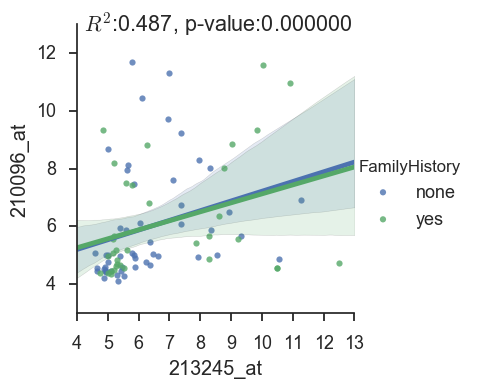 R²:0.487, p-value:0.000000
12
10
8
6
4
210096_at
4 5 6 7 8 9 10 11 12 13
213245_at
FamilyHistory
none
yes